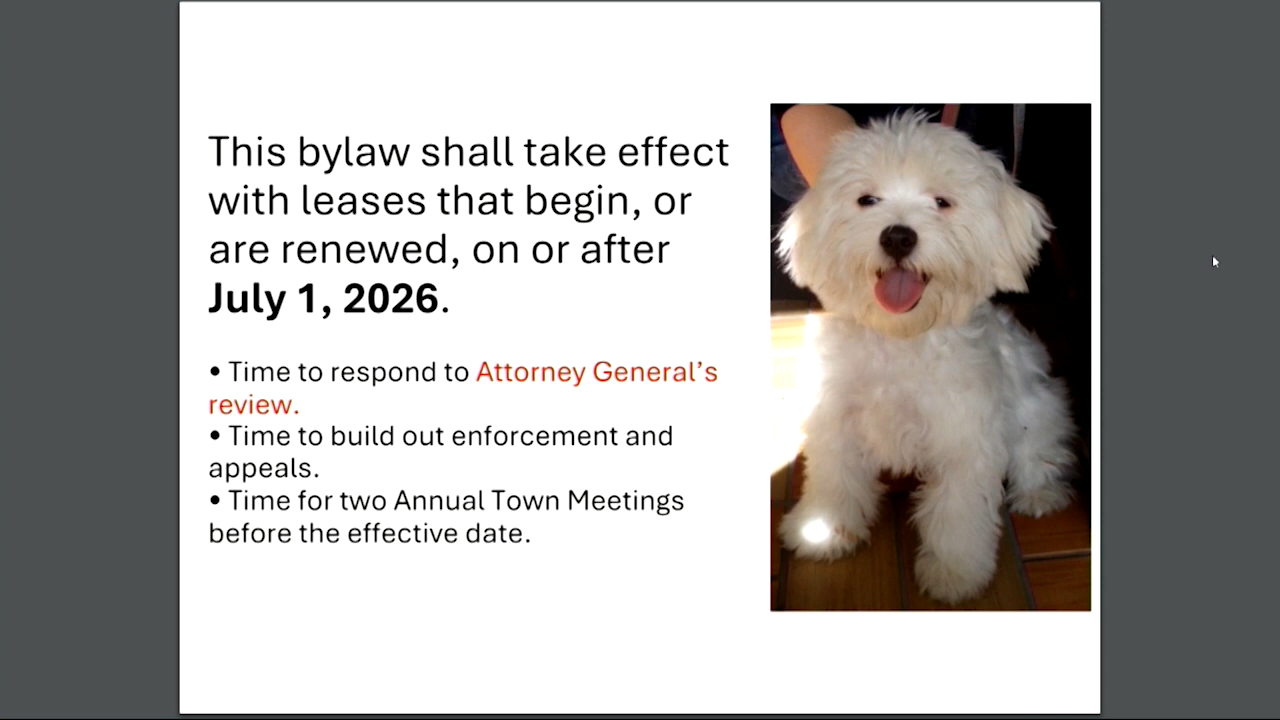 This bylaw shall take effect
with leases that begin, or
are renewed, on or after
July 1, 2026.
• Time to respond to Attorney General’s
review.
• Time to build out enforcement and
appeals.
• Time for two Annual Town Meetings
before the effective date.